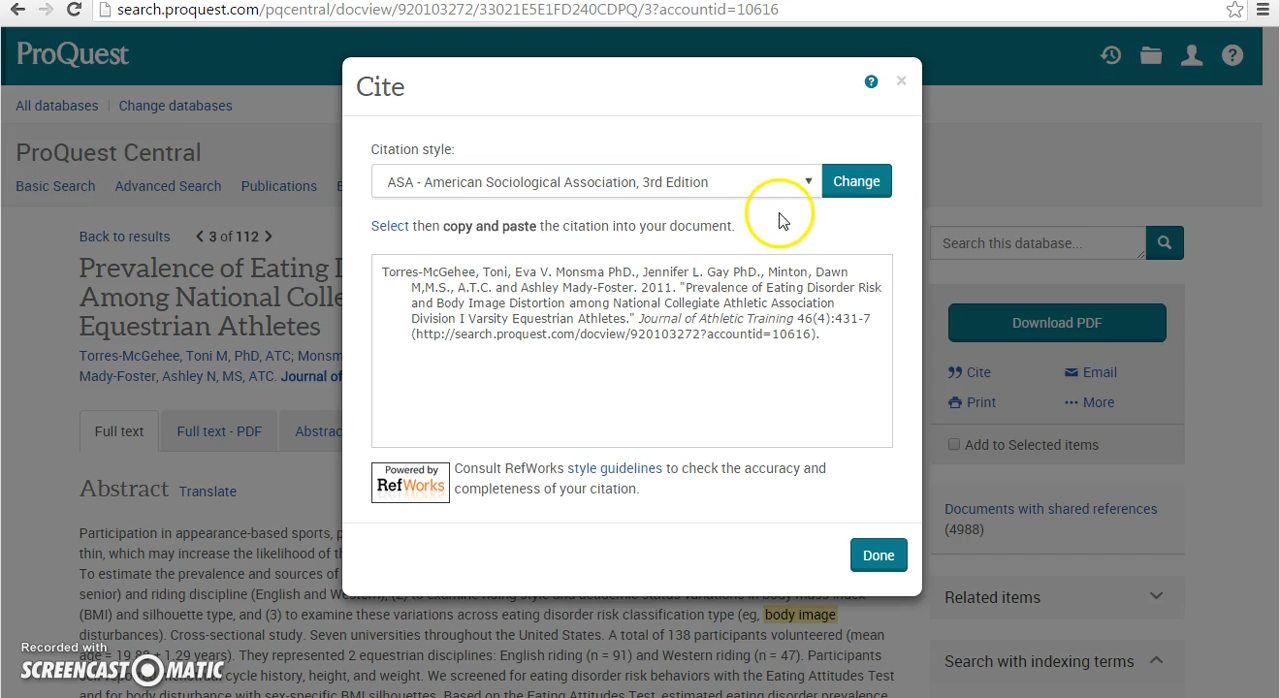 search.proquest.com/pqcentral/docview/920103272/33021E5E1FD240CDPQ/3?accountid=10616
ProQuest
All databases | Change databases
ProQuest Central
Basic Search Advanced Search Publications
Back to results 3 of 112
Prevalence of Eating
Among National Colle
Equestrian Athletes
Torres-McGehee, Toni M, PhD, ATC; Monsm
Mady-Foster, Ashley N, MS, ATC. Journal of
Full text Full text - PDF Abstrac
Abstract Translate
Participation in appearance-based sports, p
thin, which may increase the likelihood of th
To estimate the prevalence and sources of
senior) and riding discipline (English and We
(BMI) and silhouette type, and (3) to examine these variations across eating disorder risk classification type (eg, body image
disturbances). Cross-sectional study. Seven universities throughout the United States. A total of 138 participants volunteered (mean
age = 19.88 ± 1.29 years). They represented 2 equestrian disciplines: English riding (n = 91) and Western riding (n = 47). Participants
cycle history, height, and weight. We screened for eating disorder risk behaviors with the Eating Attitudes Test
and for body disturbance with sex-specific BMI silhouettes. Based on the Eating Attitudes Test, estimated eating disorder prevalence
Cite
Citation style:
ASA - American Sociological Association, 3rd Edition
Change
Select then copy and paste the citation into your document.
Torres-McGehee, Toni, Eva V. Monsma PhD., Jennifer L. Gay PhD., Minton, Dawn
M,M.S., A.T.C. and Ashley Mady-Foster. 2011. "Prevalence of Eating Disorder Risk
and Body Image Distortion among National Collegiate Athletic Association
Division I Varsity Equestrian Athletes." Journal of Athletic Training 46(4):431-7
(http://search.proquest.com/docview/920103272?accountid=10616).
Powered by
RefWorks
Consult RefWorks style guidelines to check the accuracy and
completeness of your citation.
Done
Search this database...
Download PDF
Cite Email
Print More
Add to Selected items
Documents with shared references
(4988)
Related items
Search with indexing terms
Recorded with
SCREENCAST MATIC